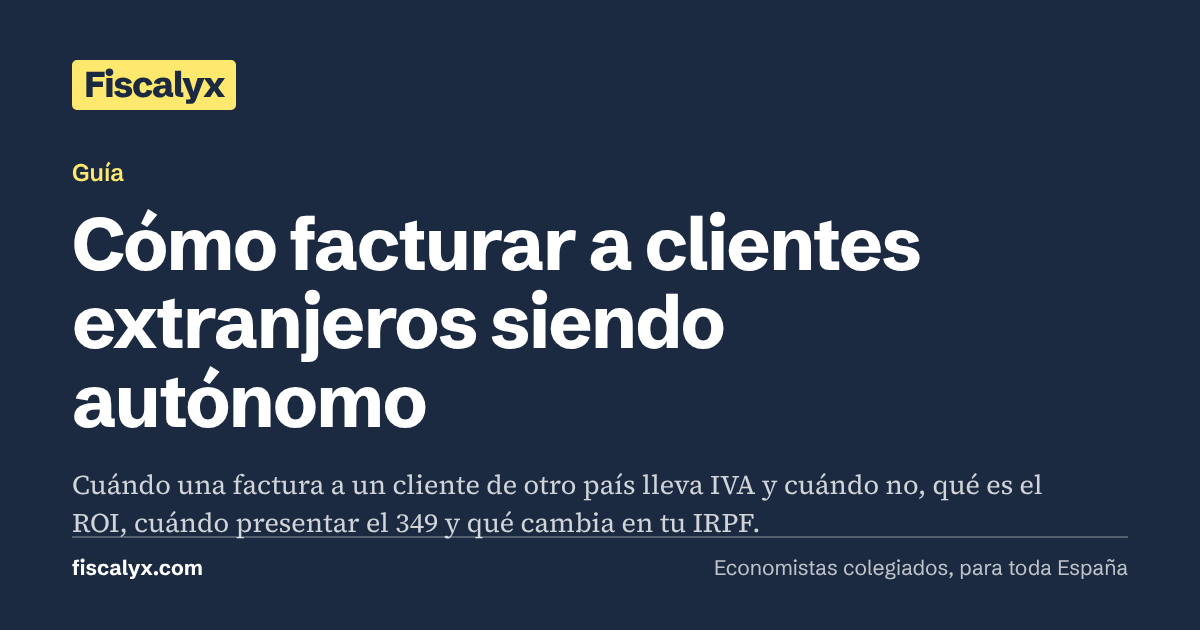 Fiscalyx
Guía
Cómo facturar a clientes
extranjeros siendo
autónomo
Cuándo una factura a un cliente de otro país lleva IVA y cuándo no, qué es el
ROI, cuándo presentar el 349 y qué cambia en tu IRPF.
fiscalyx.com
Economistas colegiados, para toda España